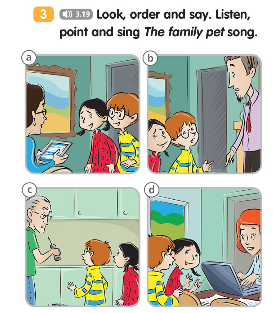 3 3.19 Look, order and say. Listen,
point and sing The family pet song.
a
b
c
d